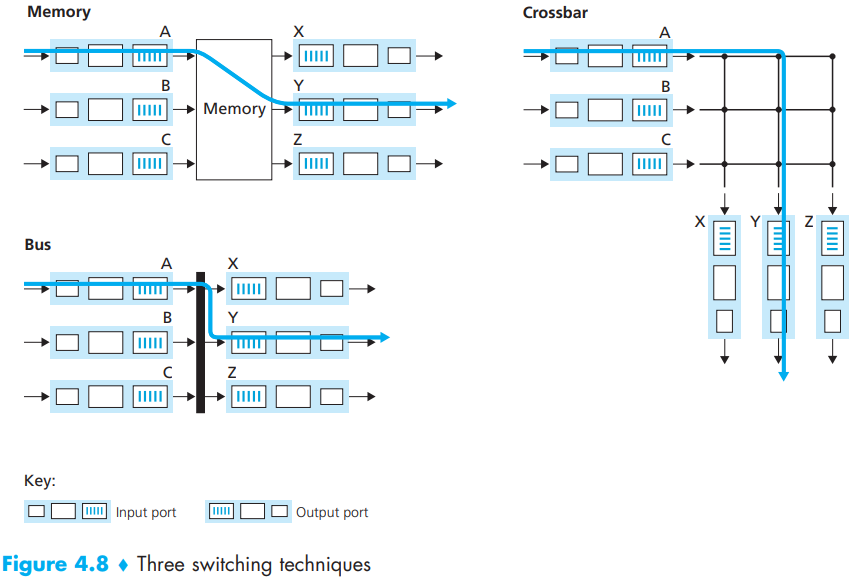 Memory
A
X
B
Memory
Y
C
Z
Crossbar
A
B
C
X
Y
Z
Bus
A
X
B
Y
C
Z
Key:
Input port
Output port
Figure 4.8 ♦ Three switching techniques